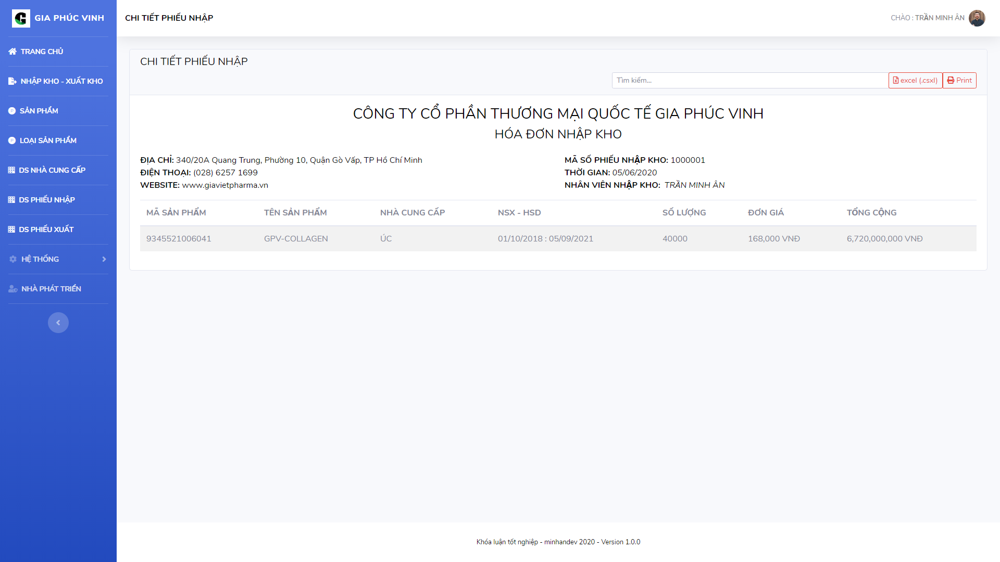 GIA PHÚC VINH
TRANG CHỦ
NHẬP KHO - XUẤT KHO
SẢN PHẨM
LOẠI SẢN PHẨM
DS NHÀ CUNG CẤP
DS PHIẾU NHẬP
DS PHIẾU XUẤT
HỆ THỐNG
NHÀ PHÁT TRIỂN
CHI TIẾT PHIẾU NHẬP
CHÀO : TRẦN MINH ÂN
CHI TIẾT PHIẾU NHẬP
Tìm kiếm... excel (.csxl) Print
CÔNG TY CỔ PHẦN THƯƠNG MẠI QUỐC TẾ GIA PHÚC VINH
HÓA ĐƠN NHẬP KHO
ĐỊA CHỈ: 340/20A Quang Trung, Phường 10, Quận Gò Vấp, TP Hồ Chí Minh
ĐIỆN THOẠI: (028) 6257 1699
WEBSITE: www.giavietpharma.vn
MÃ SỐ PHIẾU NHẬP KHO: 1000001
THỜI GIAN: 05/06/2020
NHÂN VIÊN NHẬP KHO: TRẦN MINH ÂN
MÃ SẢN PHẨM TÊN SẢN PHẨM NHÀ CUNG CẤP NSX - HSD SỐ LƯỢNG ĐƠN GIÁ TỔNG CỘNG
9345521006041 GPV-COLLAGEN ÚC 01/10/2018 : 05/09/2021 40000 168,000 VNĐ 6,720,000,000 VNĐ
Khóa luận tốt nghiệp - minhandev 2020 - Version 1.0.0